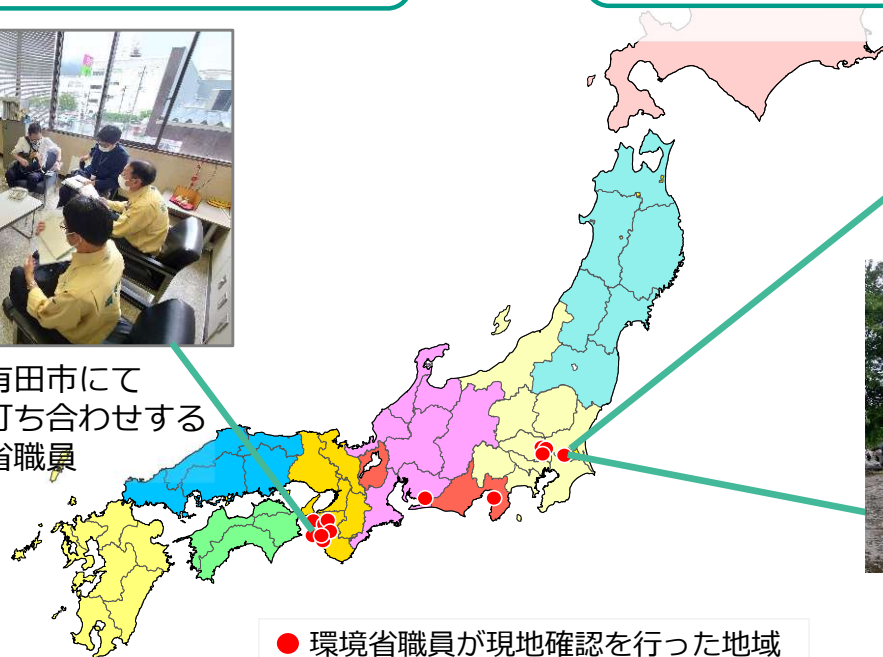 有田市にて
打ち合わせする
省職員
環境省職員が現地確認を行った地域